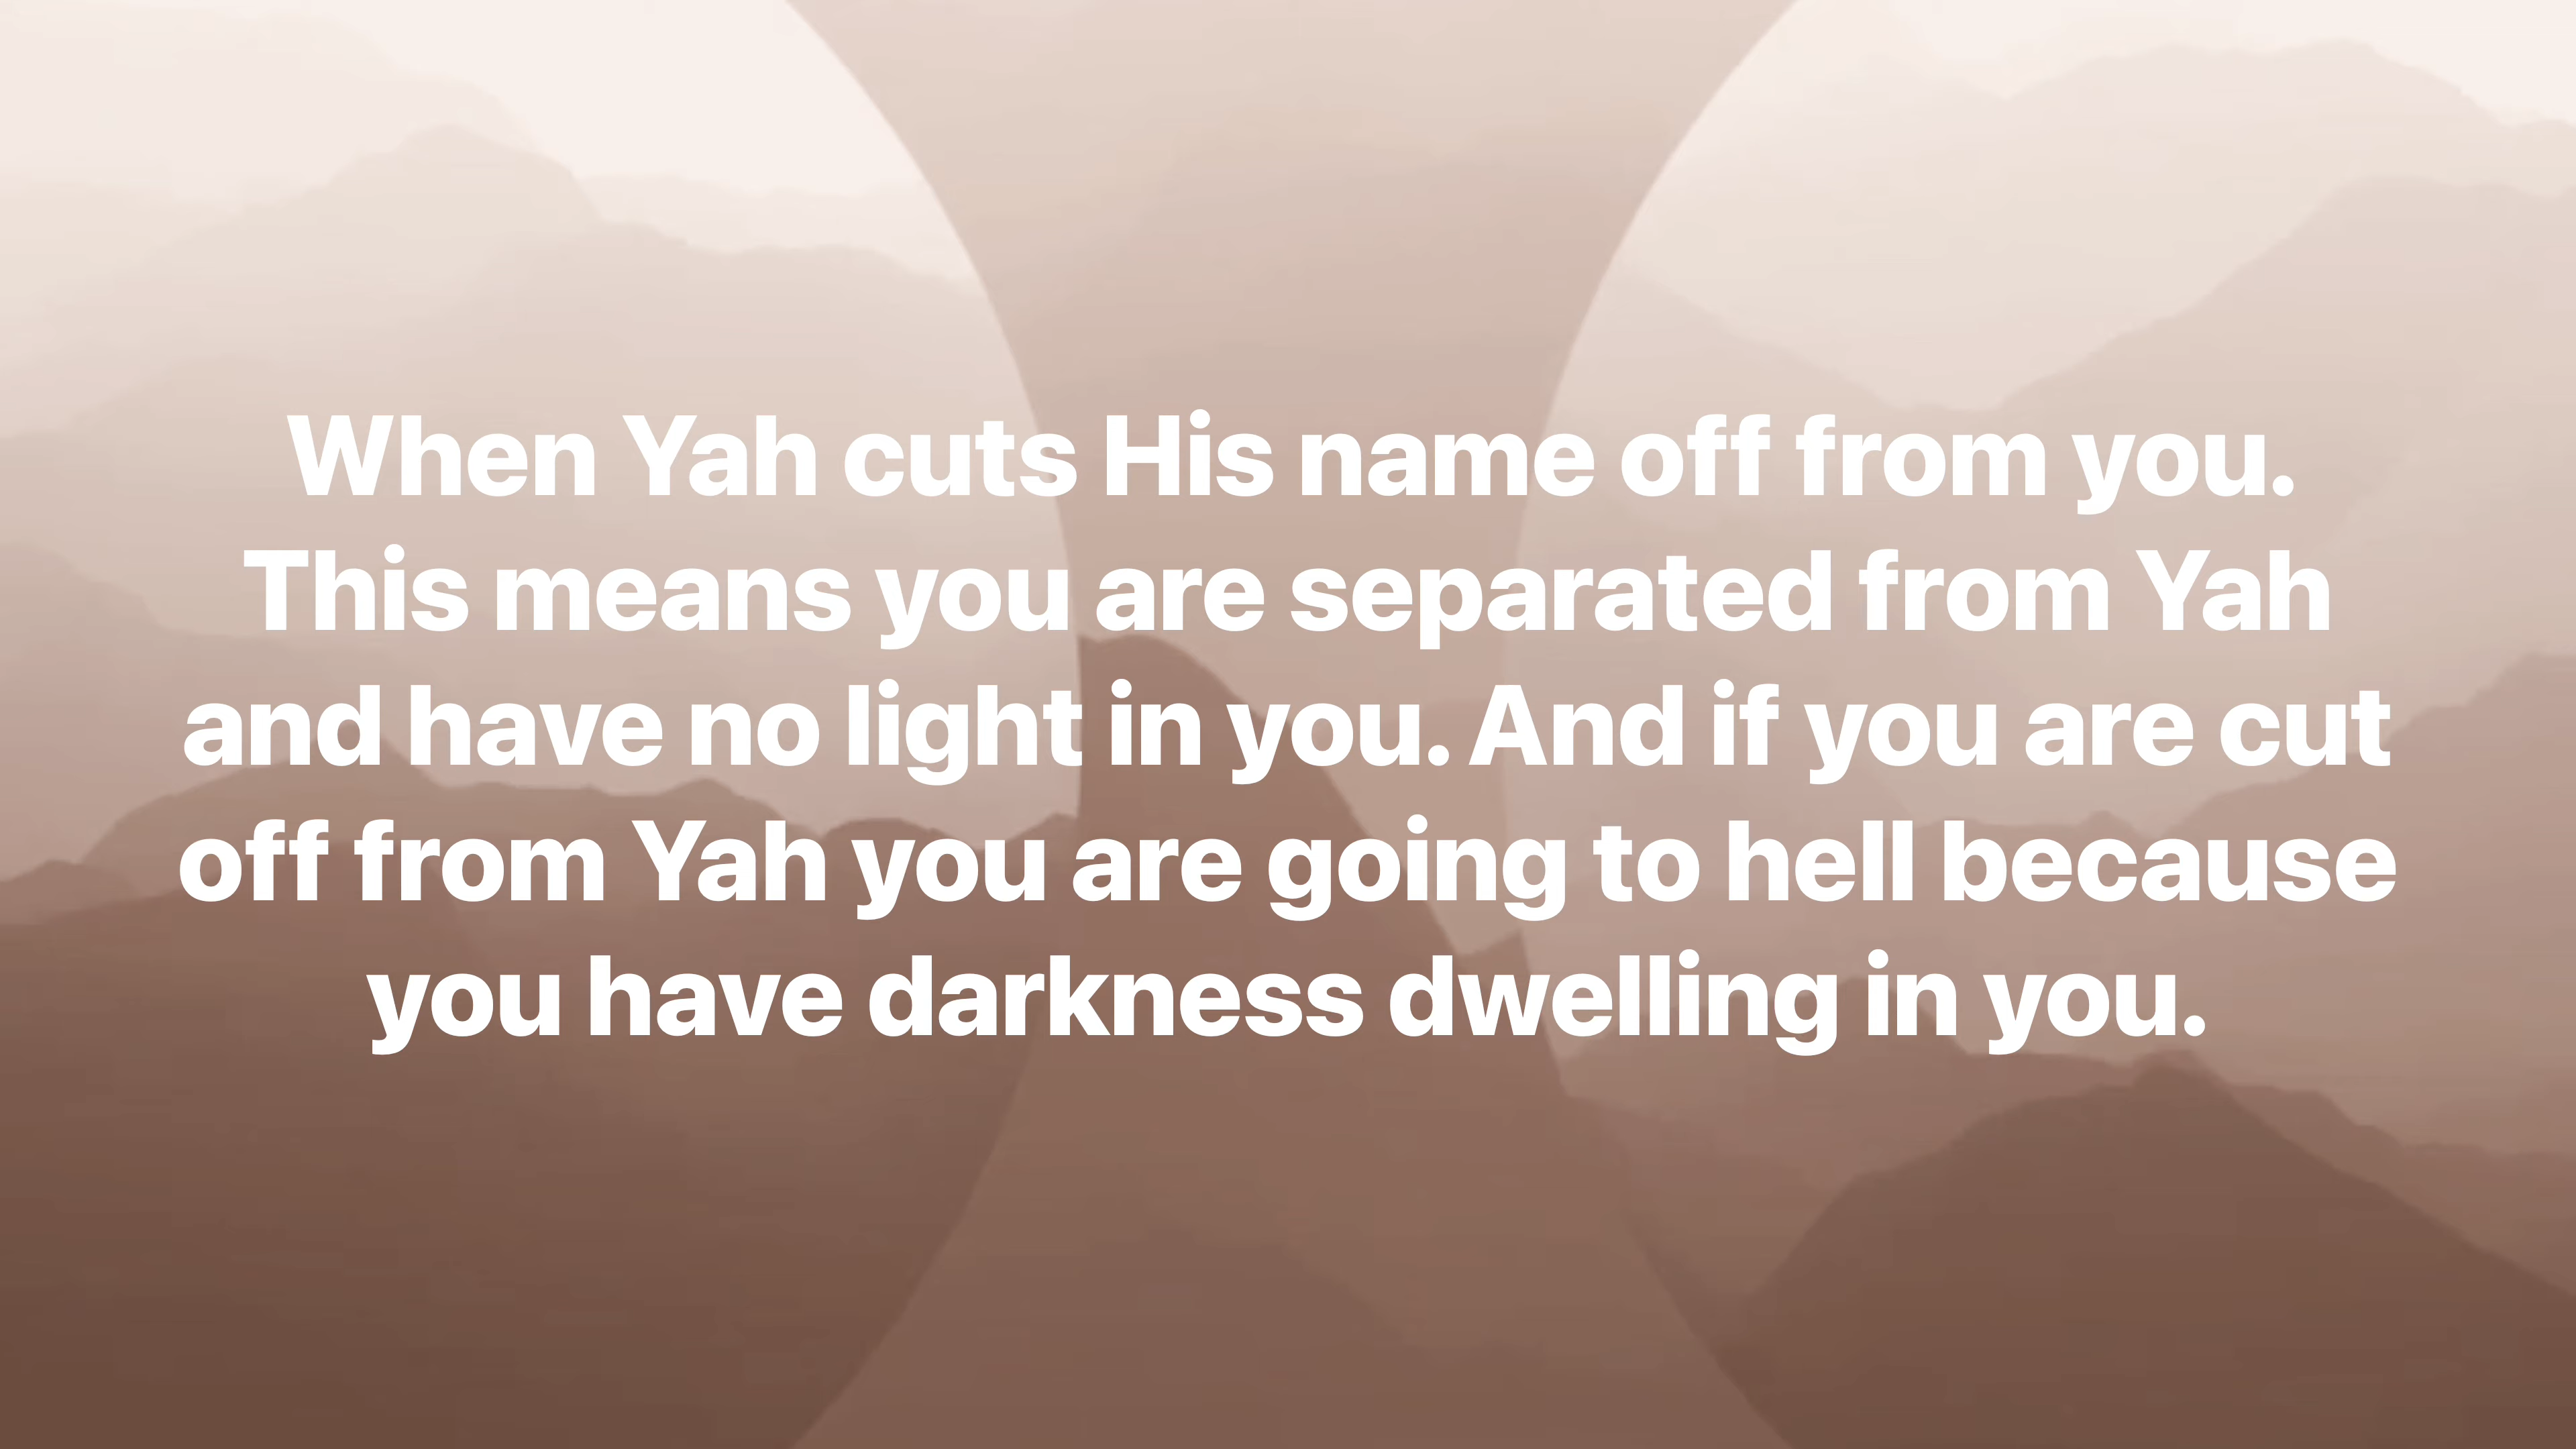 When Yah cuts His name off from you.
This means you are separated from Yah
and have no light in you. And if you are cut
off from Yah you are going to hell because
you have darkness dwelling in you.